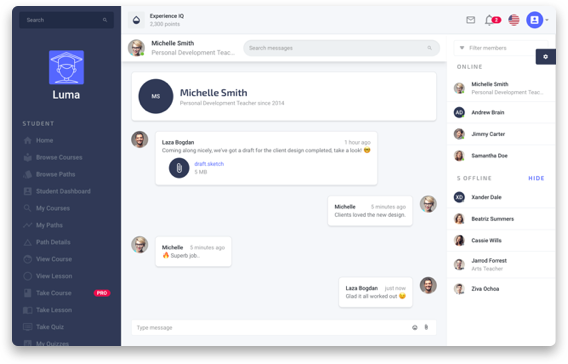 Search
Experience IQ
2,300 points
3
Michelle Smith
Personal Development Teac...
Search messages
Filter members
Luma
STUDENT
Home
Browse Courses
Browse Paths
Student Dashboard
My Courses
My Paths
Path Details
View Course
View Lesson
Take Course PRO
Take Lesson
Take Quiz
My Quizzes
MS
Michelle Smith
Personal Development Teacher since 2014
Laza Bogdan 1 hour ago
Coming along nicely, we've got a draft for the client design completed, take a look! 🤓
draft.sketch
5 MB
Michelle 5 minutes ago
Clients loved the new design.
Michelle 3 minutes ago
🔥 Superb job..
Laza Bogdan just now
Glad it all worked out 😉
Type message
ONLINE
Michelle Smith
Personal Development Teac...
AD Andrew Brain
Jimmy Carter
Samantha Doe
5 OFFLINE HIDE
XD Xander Dale
Beatriz Summers
Cassie Wills
Jarrod Forrest
Arts Teacher
Ziva Ochoa